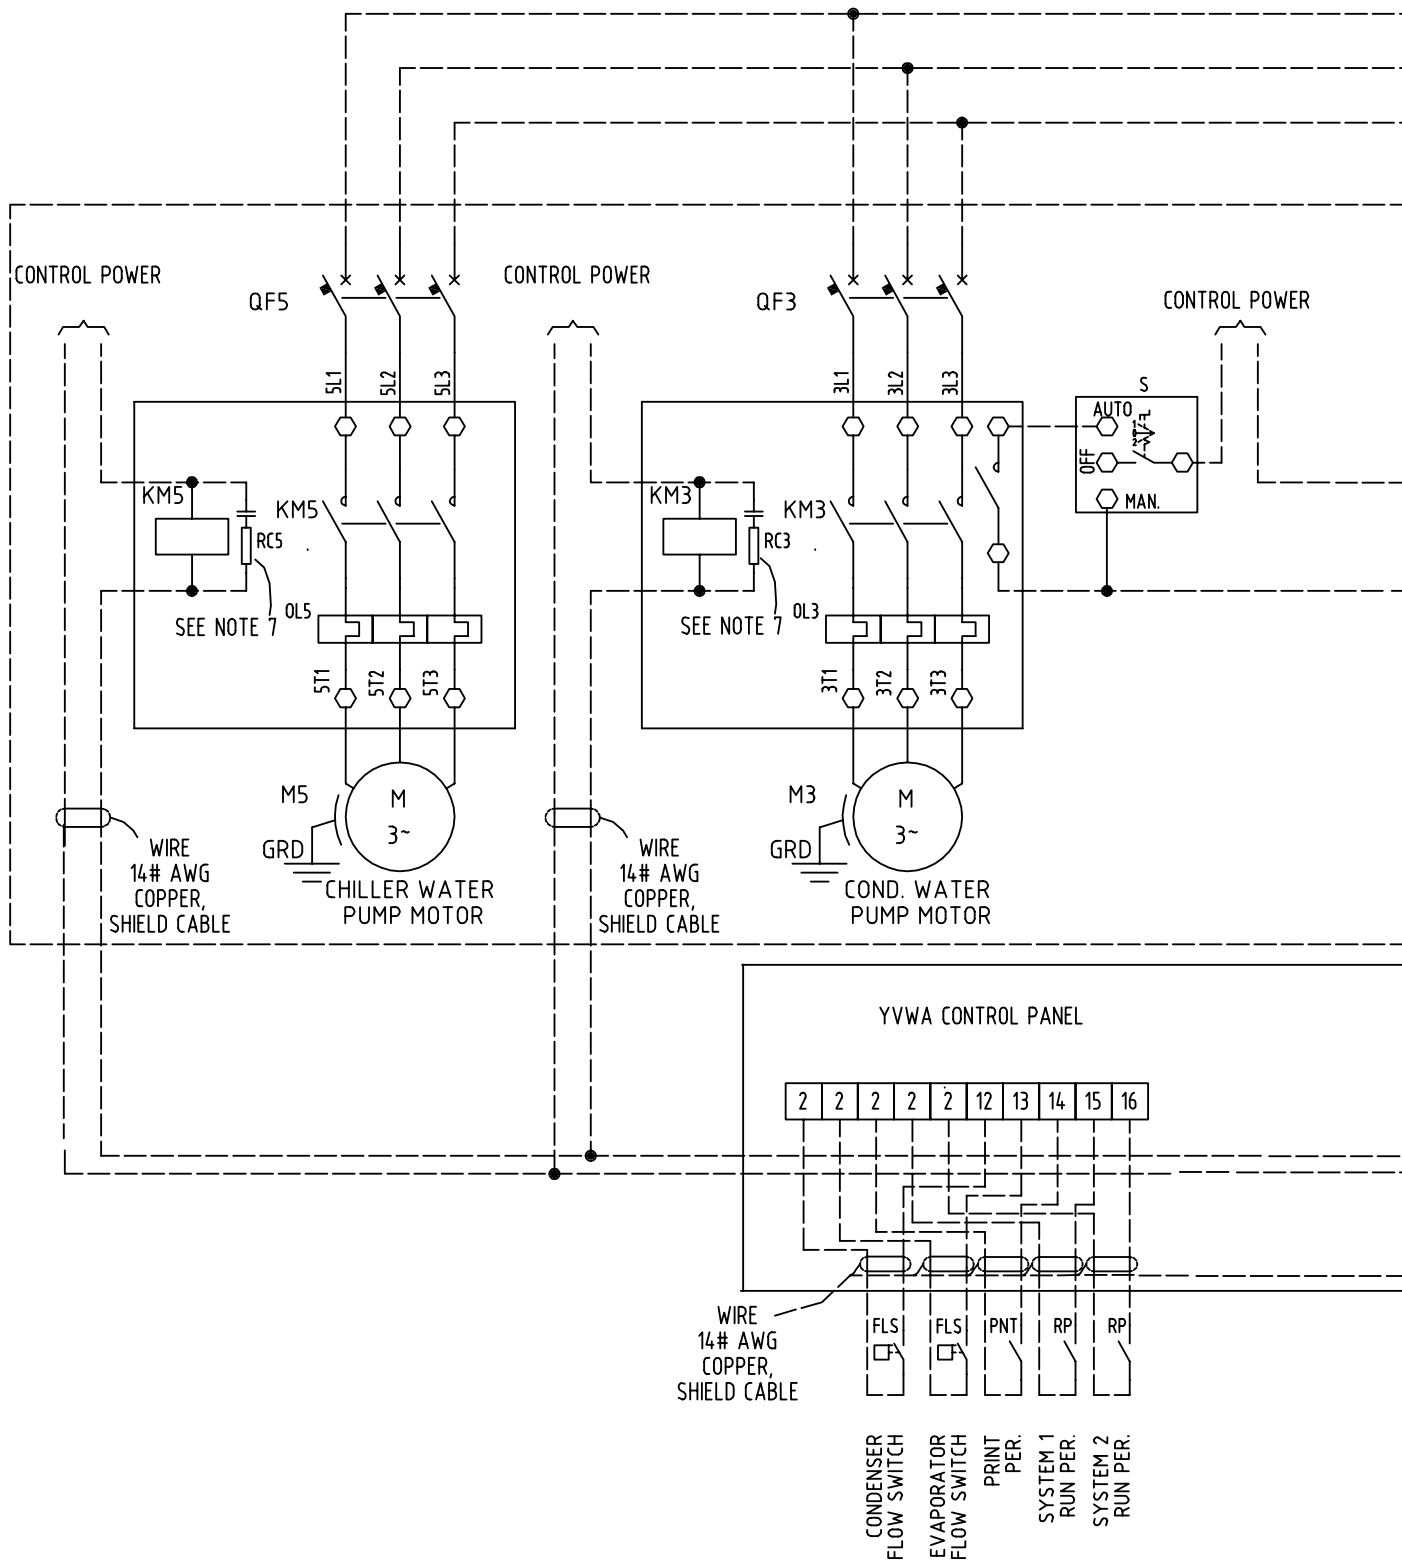 CONTROL POWER
CONTROL POWER
CONTROL POWER
QF5
QF3
5L1
5L2
5L3
3L1
3L2
3L3
S
AUTO
1
2
OFF
MAN.
KM5
KM5
RC5
SEE NOTE 7
OL5
KM3
KM3
RC3
SEE NOTE 7
OL3
5T1
5T2
5T3
3T1
3T2
3T3
M5
M
3~
GRD
CHILLER WATER
PUMP MOTOR
M3
M
3~
GRD
COND. WATER
PUMP MOTOR
WIRE
14# AWG
COPPER,
SHIELD CABLE
WIRE
14# AWG
COPPER,
SHIELD CABLE
YVWA CONTROL PANEL
2 2 2 2 2 12 13 14 15 16
WIRE
14# AWG
COPPER,
SHIELD CABLE
FLS FLS PNT RP RP
CONDENSER
FLOW SWITCH
EVAPORATOR
FLOW SWITCH
PRINT
PER.
SYSTEM 1
RUN PER.
SYSTEM 2
RUN PER.